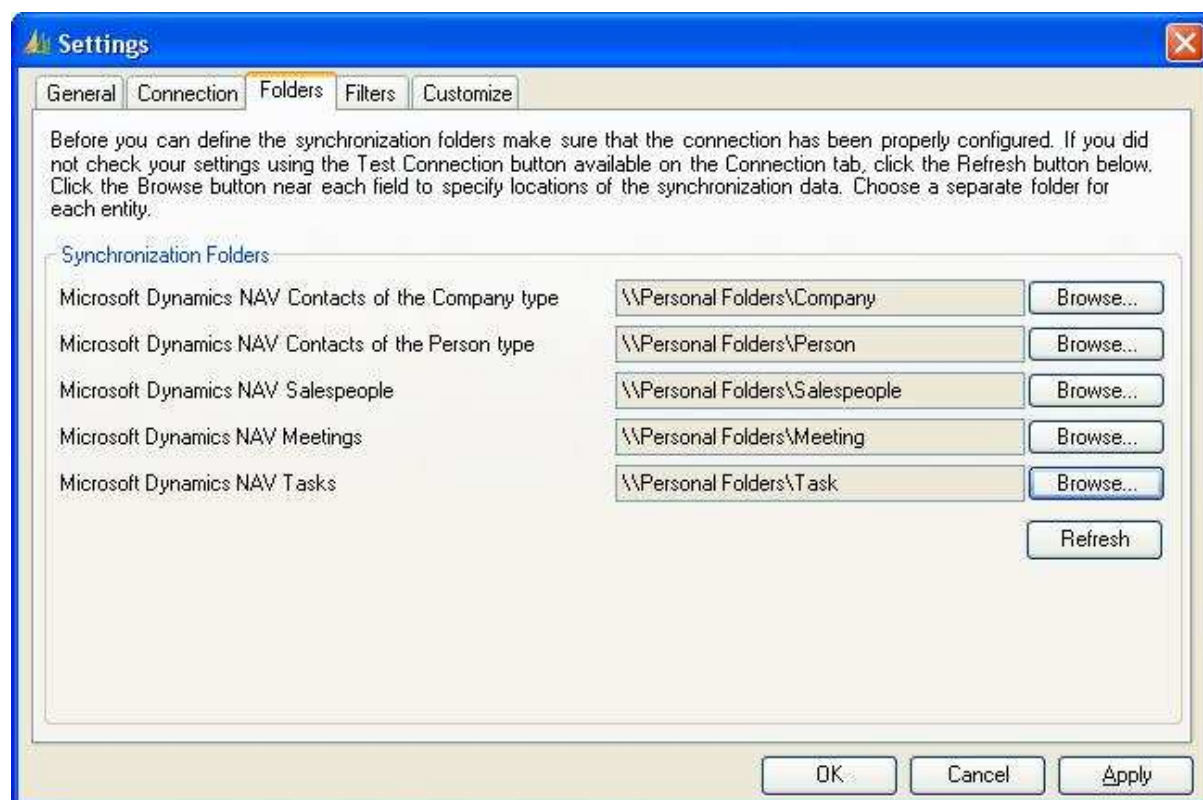 Settings
General Connection Folders Filters Customize
Before you can define the synchronization folders make sure that the connection has been properly configured. If you did
not check your settings using the Test Connection button available on the Connection tab, click the Refresh button below.
Click the Browse button near each field to specify locations of the synchronization data. Choose a separate folder for
each entity.
Synchronization Folders
Microsoft Dynamics NAV Contacts of the Company type \\Personal Folders\Company Browse...
Microsoft Dynamics NAV Contacts of the Person type \\Personal Folders\Person Browse...
Microsoft Dynamics NAV Salespeople \\Personal Folders\Salespeople Browse...
Microsoft Dynamics NAV Meetings \\Personal Folders\Meeting Browse...
Microsoft Dynamics NAV Tasks \\Personal Folders\Task Browse...
Refresh
OK Cancel Apply